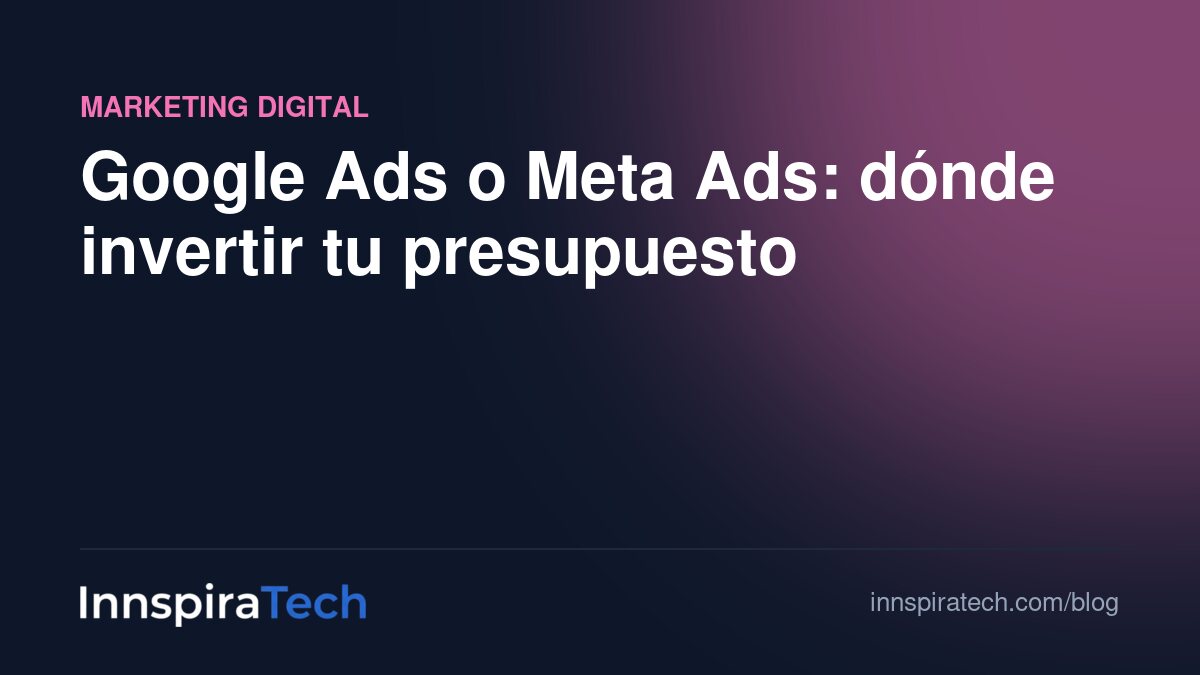 MARKETING DIGITAL
Google Ads o Meta Ads: dónde
invertir tu presupuesto
InnspiraTech
innspiratech.com/blog